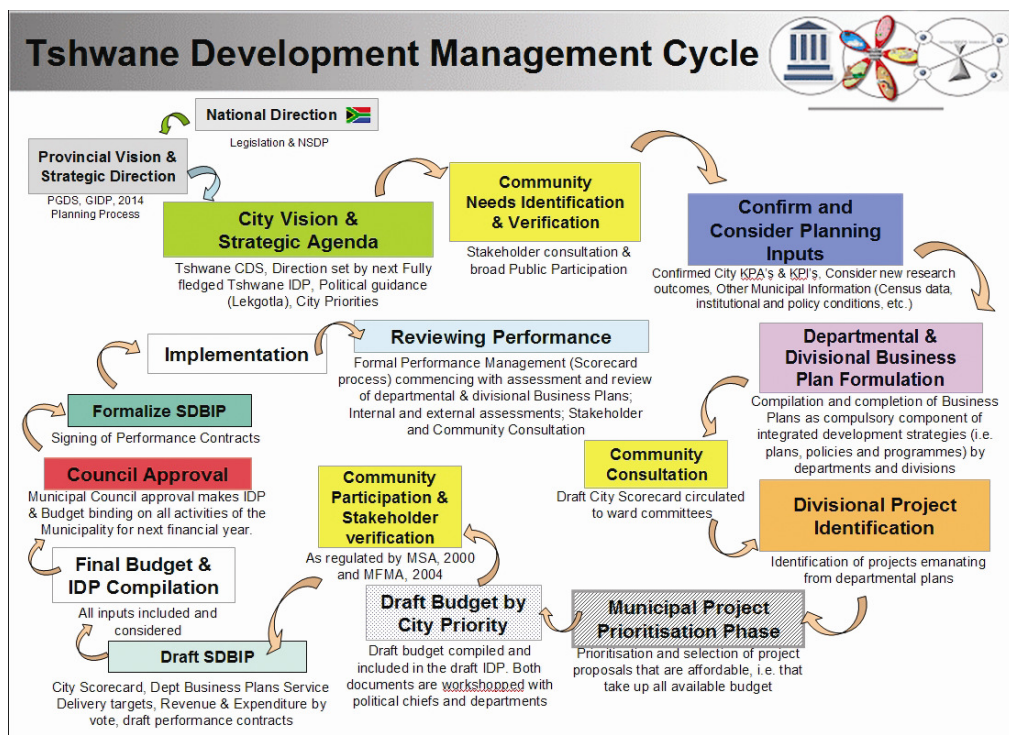 Tshwane Development Management Cycle
National Direction
Legislation & NSDP
Provincial Vision &
Strategic Direction
PGDS, GIDP, 2014
Planning Process
City Vision &
Strategic Agenda
Tshwane CDS, Direction set by next Fully
fledged Tshwane IDP, Political guidance
(Lekgotla), City Priorities
Community
Needs Identification
& Verification
Stakeholder consultation &
broad Public Participation
Confirm and
Consider Planning
Inputs
Confirmed City KPA's & KPI's. Consider new research
outcomes, Other Municipal Information (Census data,
institutional and policy conditions, etc.)
Departmental &
Divisional Business
Plan Formulation
Compilation and completion of Business
Plans as compulsory component of
integrated development strategies (i.e.
plans, policies and programmes) by
departments and divisions
Community
Consultation
Draft City Scorecard circulated
to ward committees
Divisional Project
Identification
Identification of projects emanating
from departmental plans
Municipal Project
Prioritisation Phase
Prioritisation and selection of project
proposals that are affordable, i.e. that
take up all available budget
Draft Budget by
City Priority
Draft budget compiled and
included in the draft IDP. Both
documents are workshopped with
political chiefs and departments
Community
Participation &
Stakeholder
verification
As regulated by MSA, 2000
and MFMA, 2004
Draft SDBIP
City Scorecard, Dept Business Plans Service
Delivery targets, Revenue & Expenditure by
vote, draft performance contracts
Final Budget &
IDP Compilation
All inputs included and
considered
Council Approval
Municipal Council approval makes IDP
& Budget binding on all activities of the
Municipality for next financial year.
Formalize SDBIP
Signing of Performance Contracts
Implementation
Reviewing Performance
Formal Performance Management (Scorecard
process) commencing with assessment and review
of departmental & divisional Business Plans;
Internal and external assessments; Stakeholder
and Community Consultation